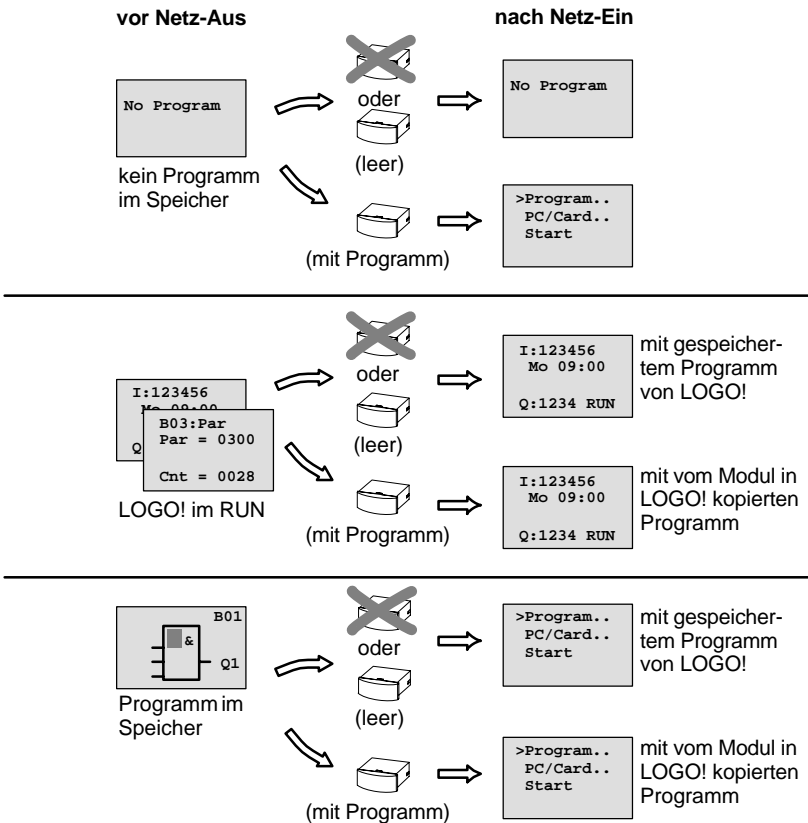 vor Netz-Aus
nach Netz-Ein
No Program
kein Programm
im Speicher
oder
(leer)
No Program
(mit Programm)
>Program..
PC/Card..
Start
I:123456
Mo 09:00
Q
B03:Par
Par = 0300
Cnt = 0028
LOGO! im RUN
oder
(leer)
I:123456
Mo 09:00
Q:1234 RUN
mit gespeicher-
tem Programm
von LOGO!
(mit Programm)
I:123456
Mo 09:00
Q:1234 RUN
mit vom Modul in
LOGO! kopierten
Programm
B01
&
Q1
Programm im
Speicher
oder
(leer)
>Program..
PC/Card..
Start
mit gespeicher-
tem Programm
von LOGO!
(mit Programm)
>Program..
PC/Card..
Start
mit vom Modul in
LOGO! kopierten
Programm